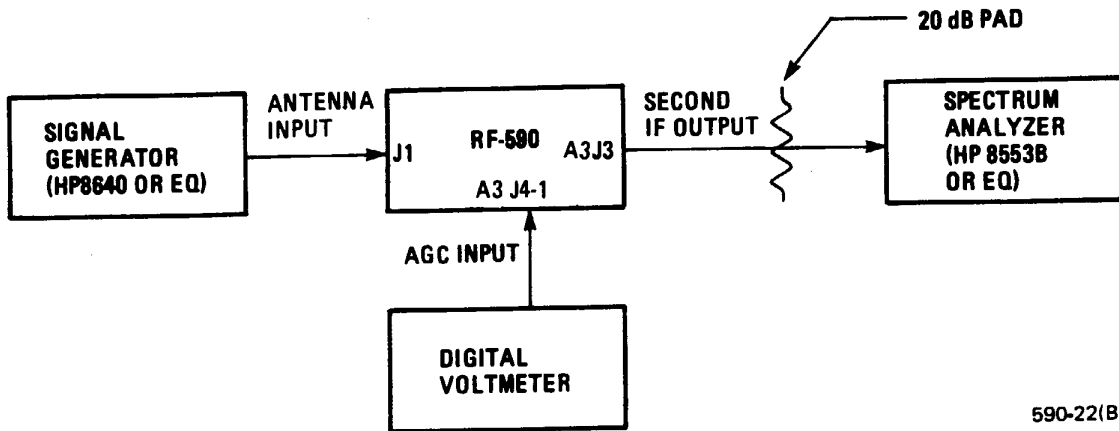 20 dB PAD
SIGNAL
GENERATOR
(HP8640 OR EQ)
ANTENNA
INPUT
J1
RF-590
A3J3
A3 J4-1
SECOND
IF OUTPUT
SPECTRUM
ANALYZER
(HP 8553B
OR EQ)
AGC INPUT
DIGITAL
VOLTMETER
590-22(B